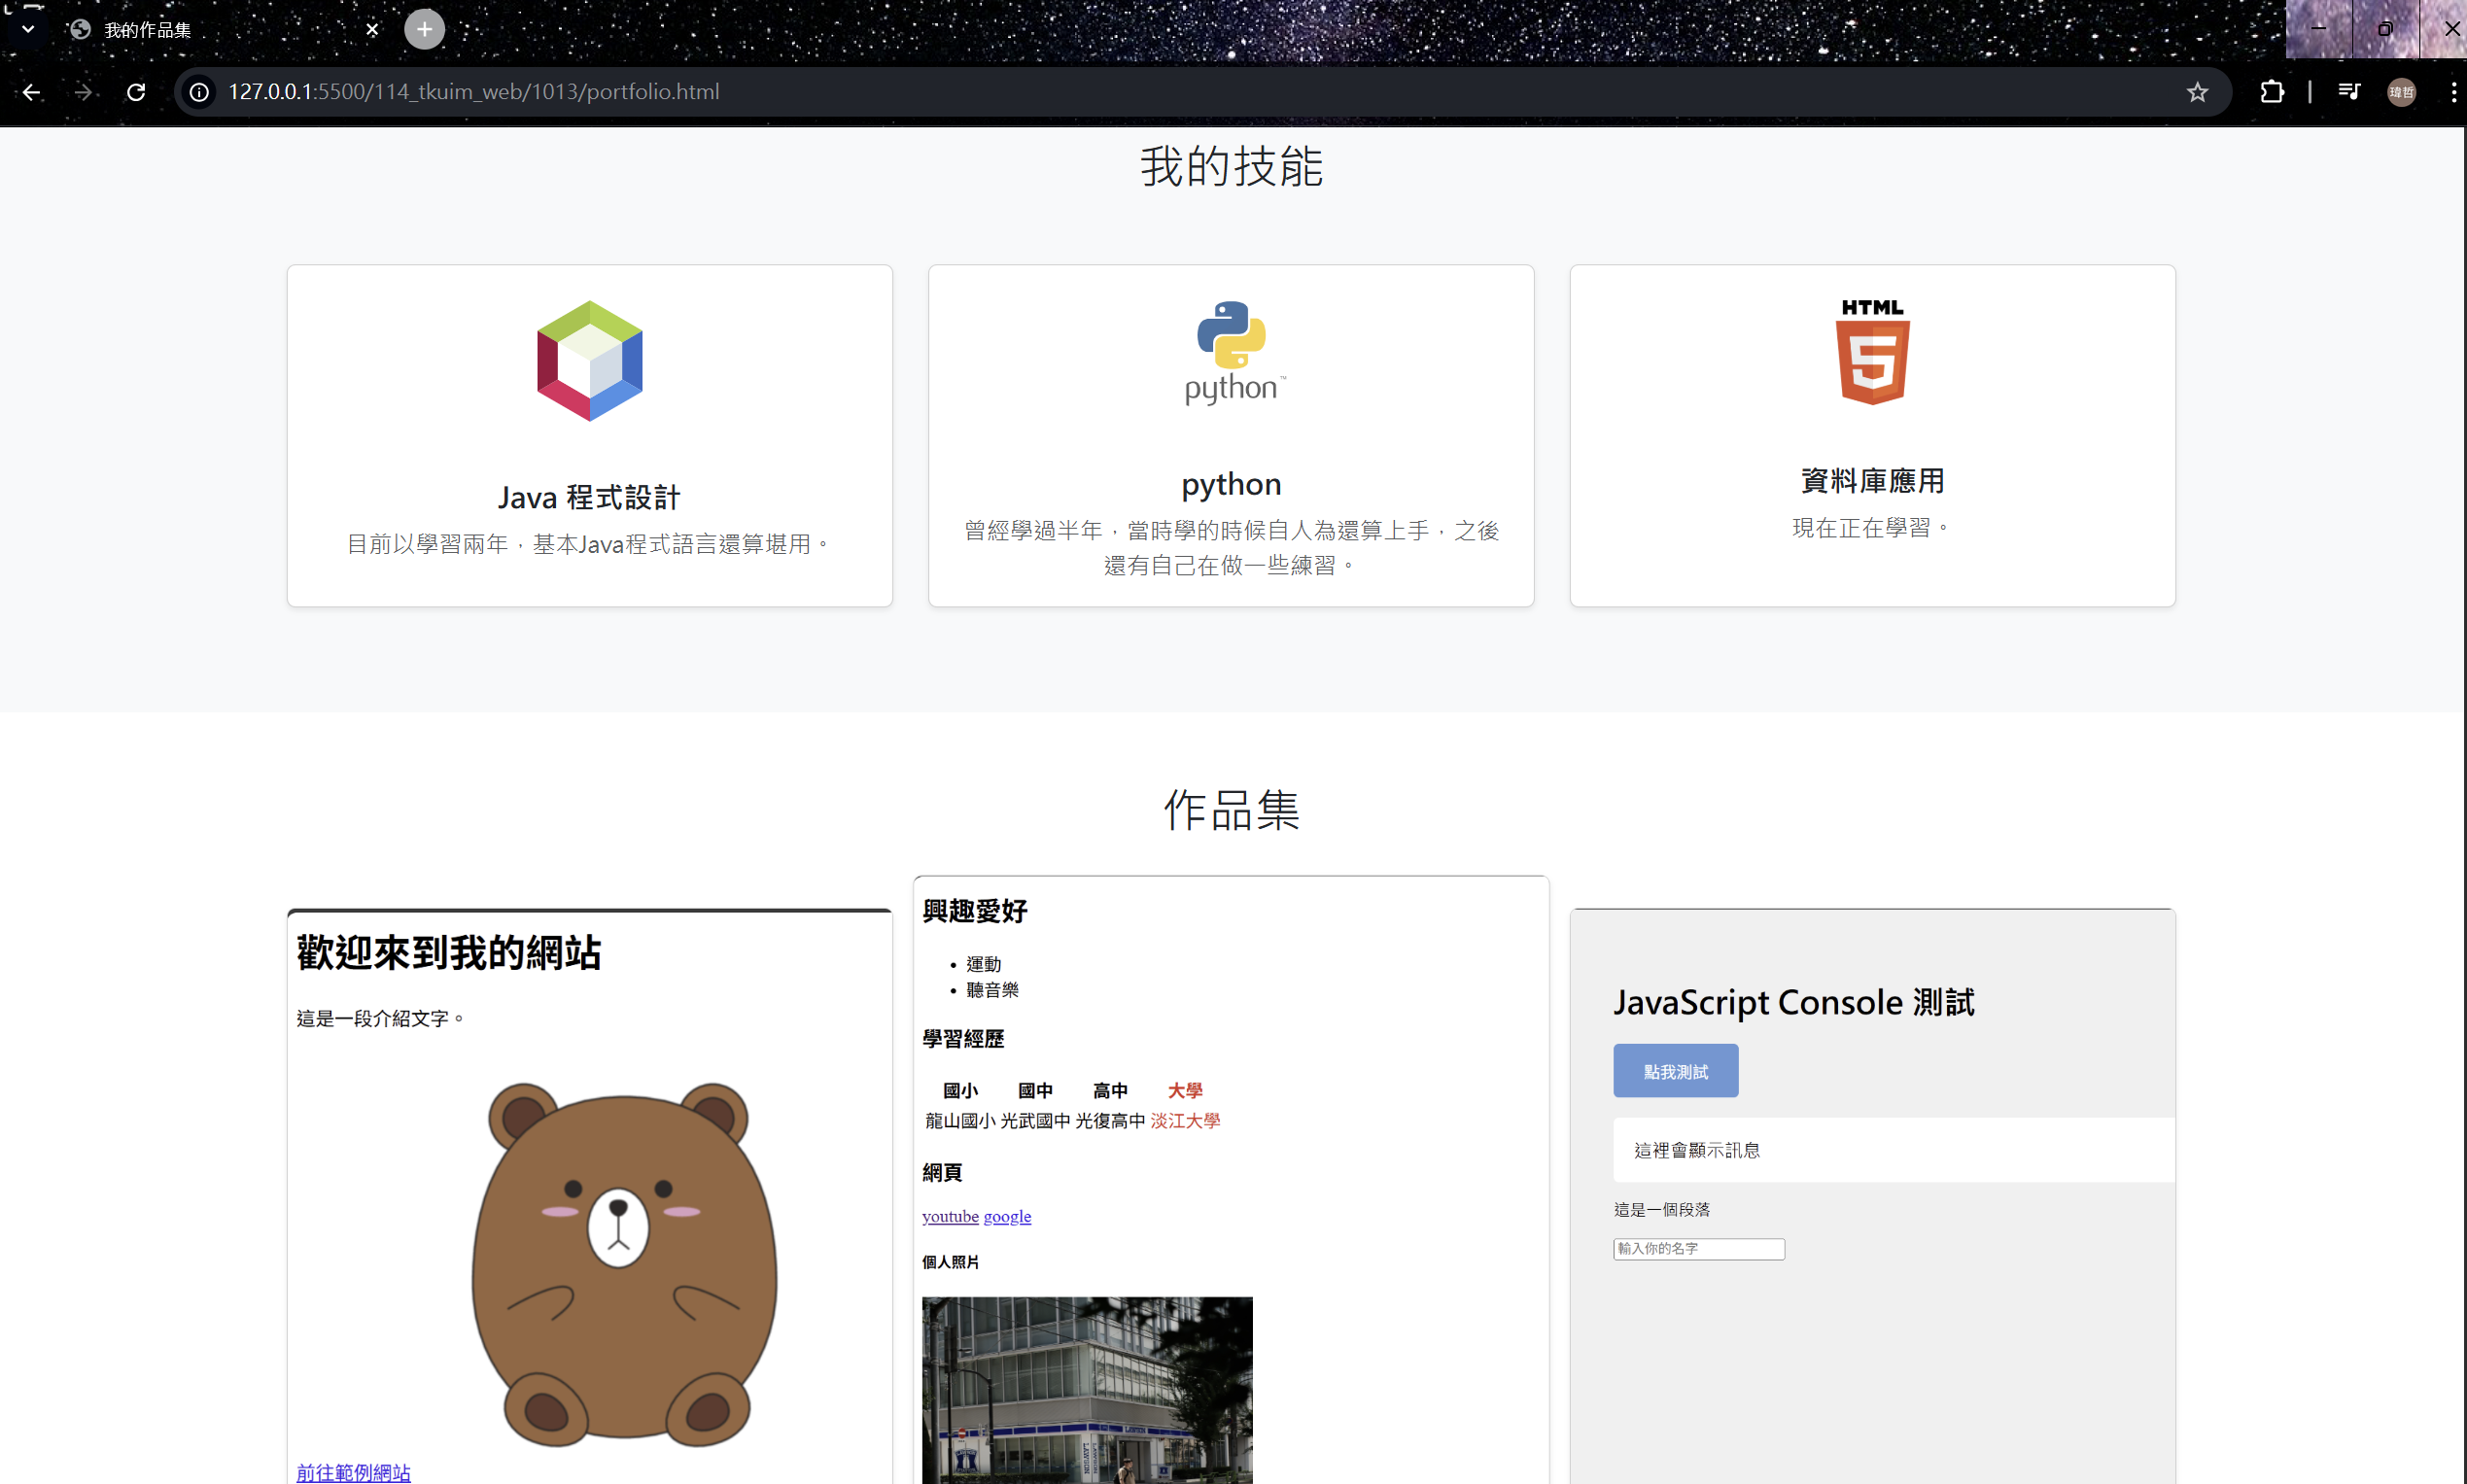 我的作品集
127.0.0.1:5500/114_tkuim_web/1013/portfolio.html
瑋哲
我的技能
python
HTML
Java 程式設計
目前以學習兩年，基本Java程式語言還算堪用。
python
曾經學過半年，當時學的時候自人為還算上手，之後
還有自己在做一些練習。
資料庫應用
現在正在學習。
作品集
歡迎來到我的網站
這是一段介紹文字。
前往範例網站
興趣愛好
• 運動
• 聽音樂
學習經歷
國小 國中 高中 大學
龍山國小 光武國中 光復高中 淡江大學
網頁
youtube google
個人照片
LAWSON
JavaScript Console 測試
點我測試
這裡會顯示訊息
這是一個段落
輸入你的名字